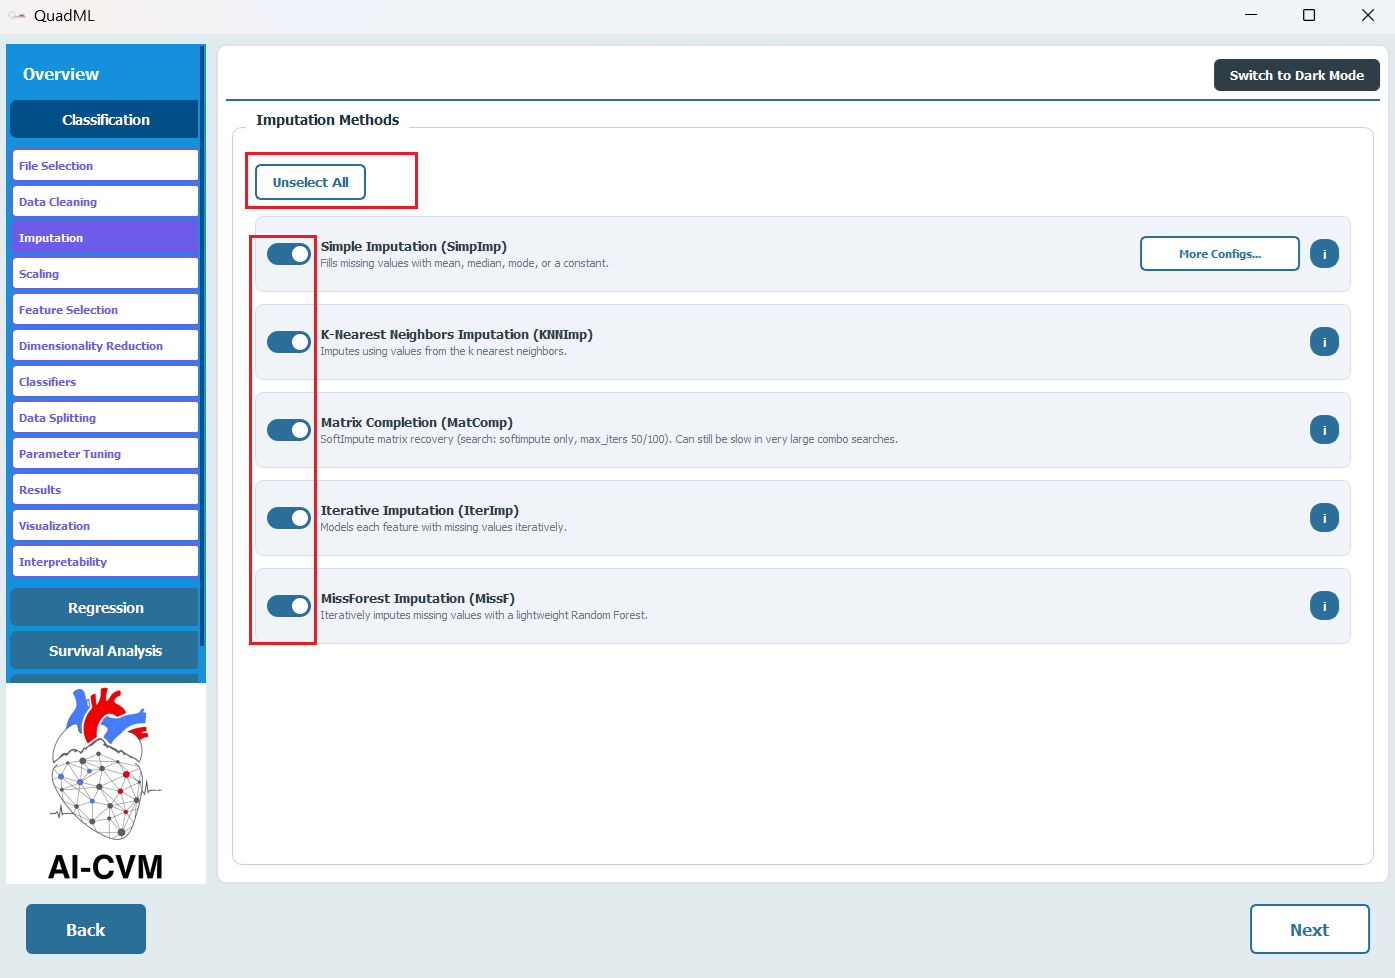 QuadML
Overview
Classification
File Selection
Data Cleaning
Imputation
Scaling
Feature Selection
Dimensionality Reduction
Classifiers
Data Splitting
Parameter Tuning
Results
Visualization
Interpretability
Regression
Survival Analysis
AI-CVM
Switch to Dark Mode
Imputation Methods
Unselect All
Simple Imputation (SimpImp)
Fills missing values with mean, median, mode, or a constant.
More Configs...
i
K-Nearest Neighbors Imputation (KNNImp)
Imputes using values from the k nearest neighbors.
i
Matrix Completion (MatComp)
SoftImpute matrix recovery (search: softimpute only, max_iters 50/100). Can still be slow in very large combo searches.
i
Iterative Imputation (IterImp)
Models each feature with missing values iteratively.
i
MissForest Imputation (MissF)
Iteratively imputes missing values with a lightweight Random Forest.
i
Back
Next